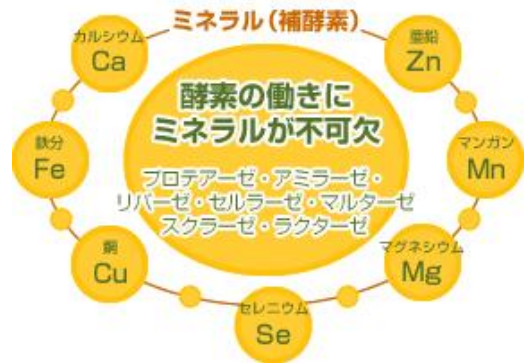 ミネラル（補酵素）
カルシウム
Ca
亜鉛
Zn
酵素の働きに
ミネラルが不可欠
プロテアーゼ・アミラーゼ・
リパーゼ・セルラーゼ・マルターゼ
スクラーゼ・ラクターゼ
鉄分
Fe
マンガン
Mn
銅
Cu
マグネシウム
Mg
セレニウム
Se